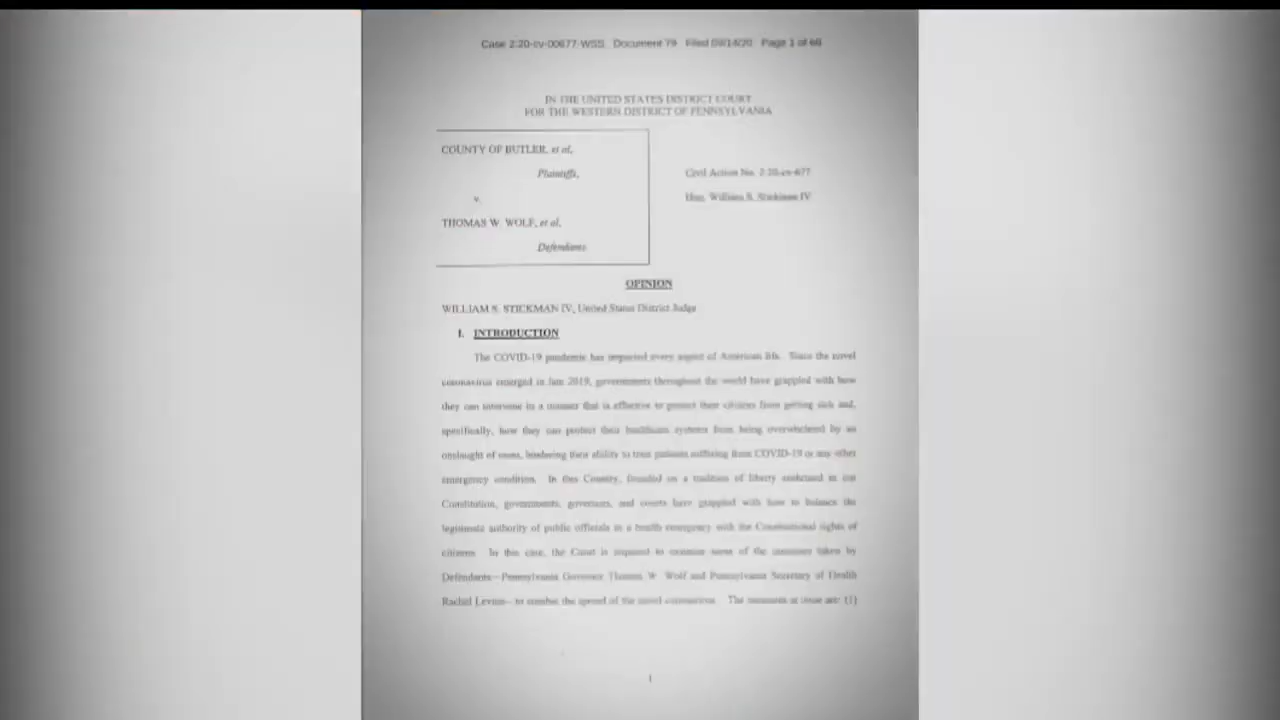 Case 2:20-cv-00677-WSS Document 79 Filed 09/14/20 Page 1 of 66
IN THE UNITED STATES DISTRICT COURT
FOR THE WESTERN DISTRICT OF PENNSYLVANIA
COUNTY OF BUTLER, et al,
Plaintiffs,
Civil Action No. 2:20-cv-677
v.
Hon. William S. Stickman IV
THOMAS W. WOLF, et al,
Defendants
OPINION
WILLIAM S. STICKMAN IV, United States District Judge
I. INTRODUCTION
The COVID-19 pandemic has impacted every aspect of American life. Since the novel
coronavirus emerged in late 2019, governments throughout the world have grappled with how
they can intervene in a manner that is effective to protect their citizens from getting sick and,
specifically, how they can protect their healthcare systems from being overwhelmed by an
onslaught of cases, hindering their ability to treat patients suffering from COVID-19 or any other
emergency condition. In this Country, founded on a tradition of liberty enshrined in our
Constitution, governments, governors, and courts have grappled with how to balance the
legitimate authority of public officials in a health emergency with the Constitutional rights of
citizens. In this case, the Court is required to examine some of the measures taken by
Defendants—Pennsylvania Governor Thomas W. Wolf and Pennsylvania Secretary of Health
Rachel Levine—to combat the spread of the novel coronavirus. The measures at issue are: (1)
1